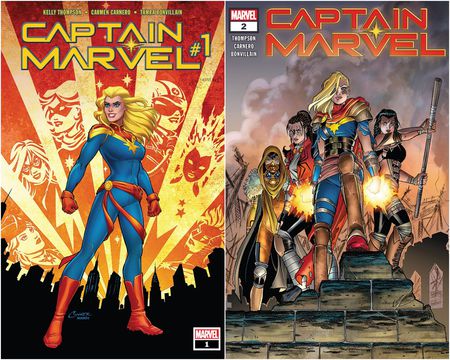 KELLY THOMPSON • CARMEN CARNERO • TAMRA BONVILLAIN
CAPTAIN
MARVEL #1
MARVEL
1
MARVEL
2
THOMPSON
CARNERO
BONVILLAIN
CAPTAIN
MARVEL